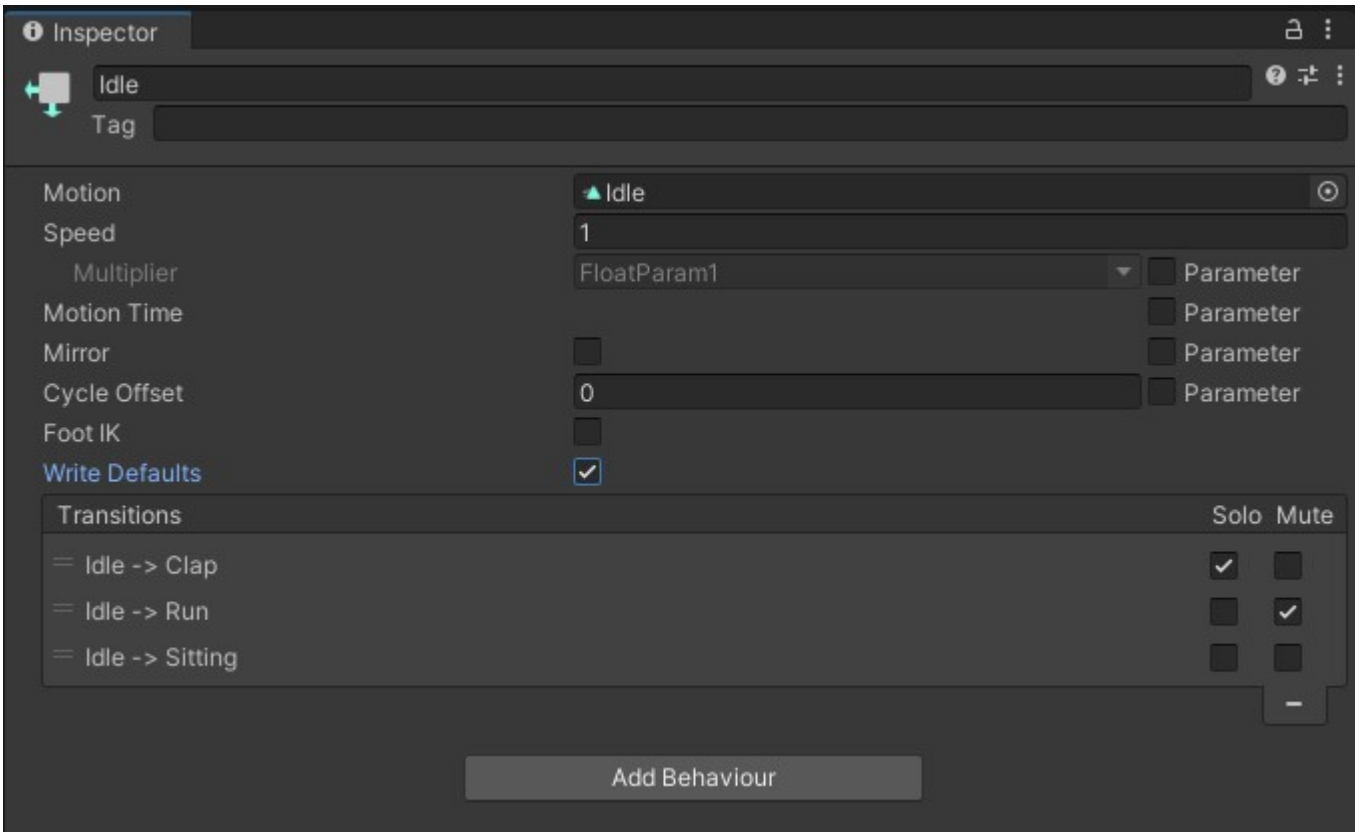 Inspector
Idle
Tag
Motion Idle
Speed 1
Multiplier FloatParam1 Parameter
Motion Time Parameter
Mirror Parameter
Cycle Offset 0 Parameter
Foot IK
Write Defaults
Transitions Solo Mute
Idle -> Clap
Idle -> Run
Idle -> Sitting
Add Behaviour